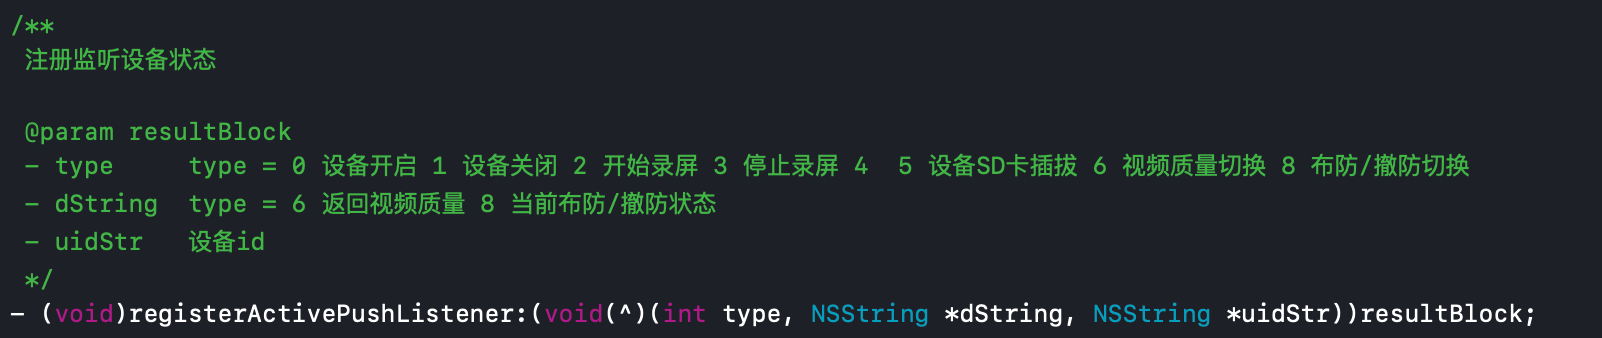 /**
注册监听设备状态
@param resultBlock
- type     type = 0 设备开启 1 设备关闭 2 开始录屏 3 停止录屏 4  5 设备SD卡插拔 6 视频质量切换 8 布防/撤防切换
- dString  type = 6 返回视频质量 8 当前布防/撤防状态
- uidStr   设备id
*/
- (void)registerActivePushListener:(void(^)(int type, NSString *dString, NSString *uidStr))resultBlock;